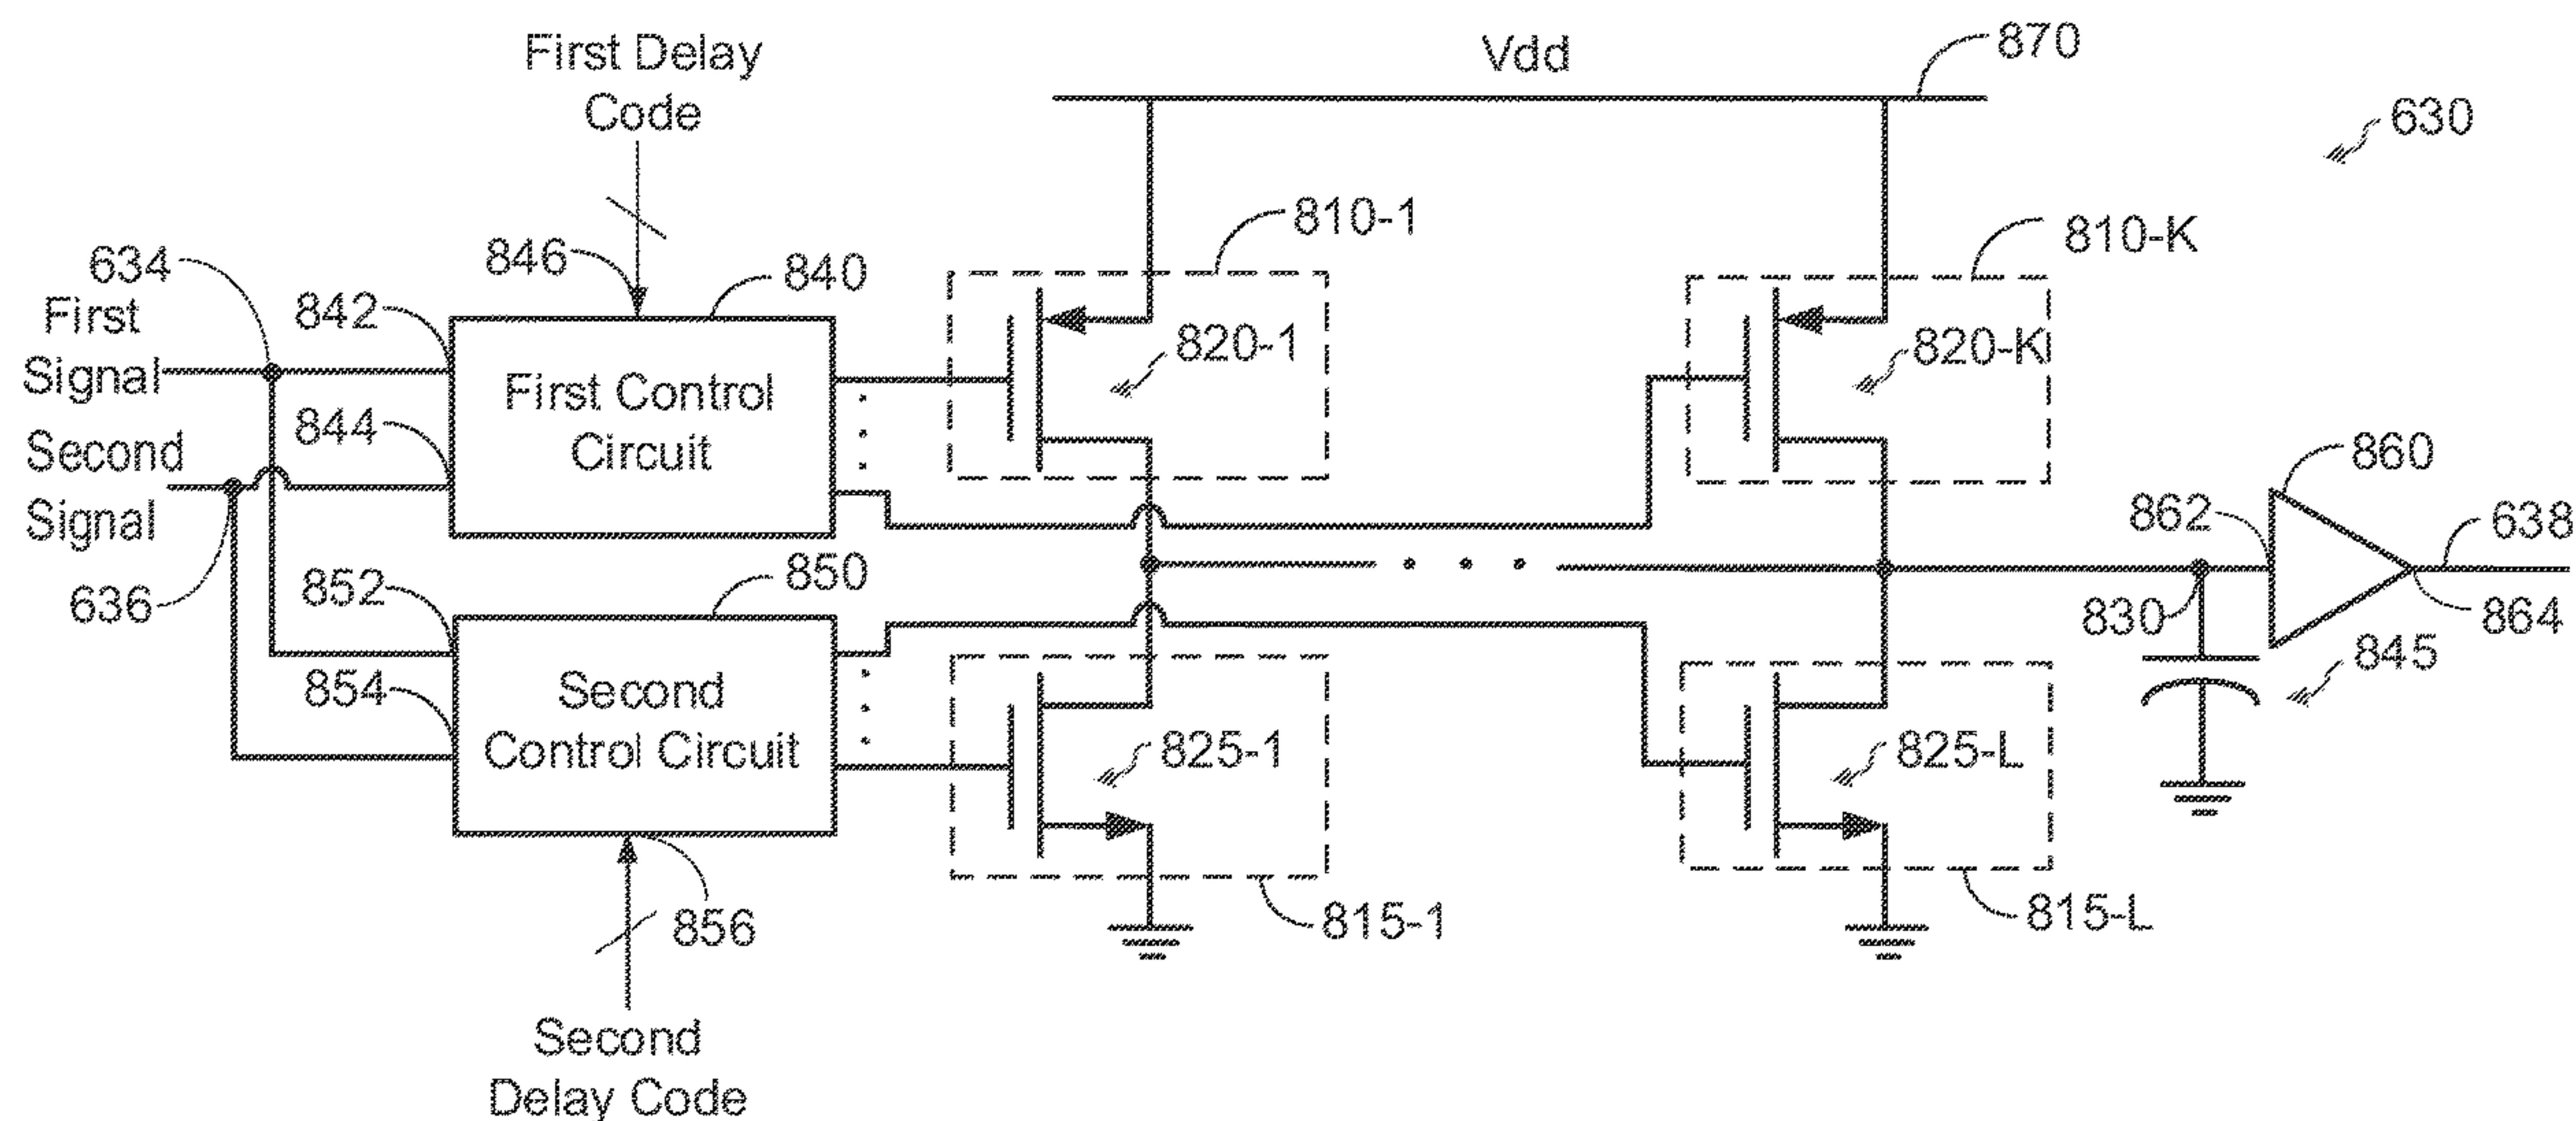 First Delay
Code
Vdd
870
630
810-1
810-K
634
846
840
First
Signal
842
820-1
820-K
First Control
Circuit
844
Second
Signal
860
862
638
636
852
850
830
864
845
854
Second
Control Circuit
825-1
825-L
856
815-1
815-L
Second
Delay Code